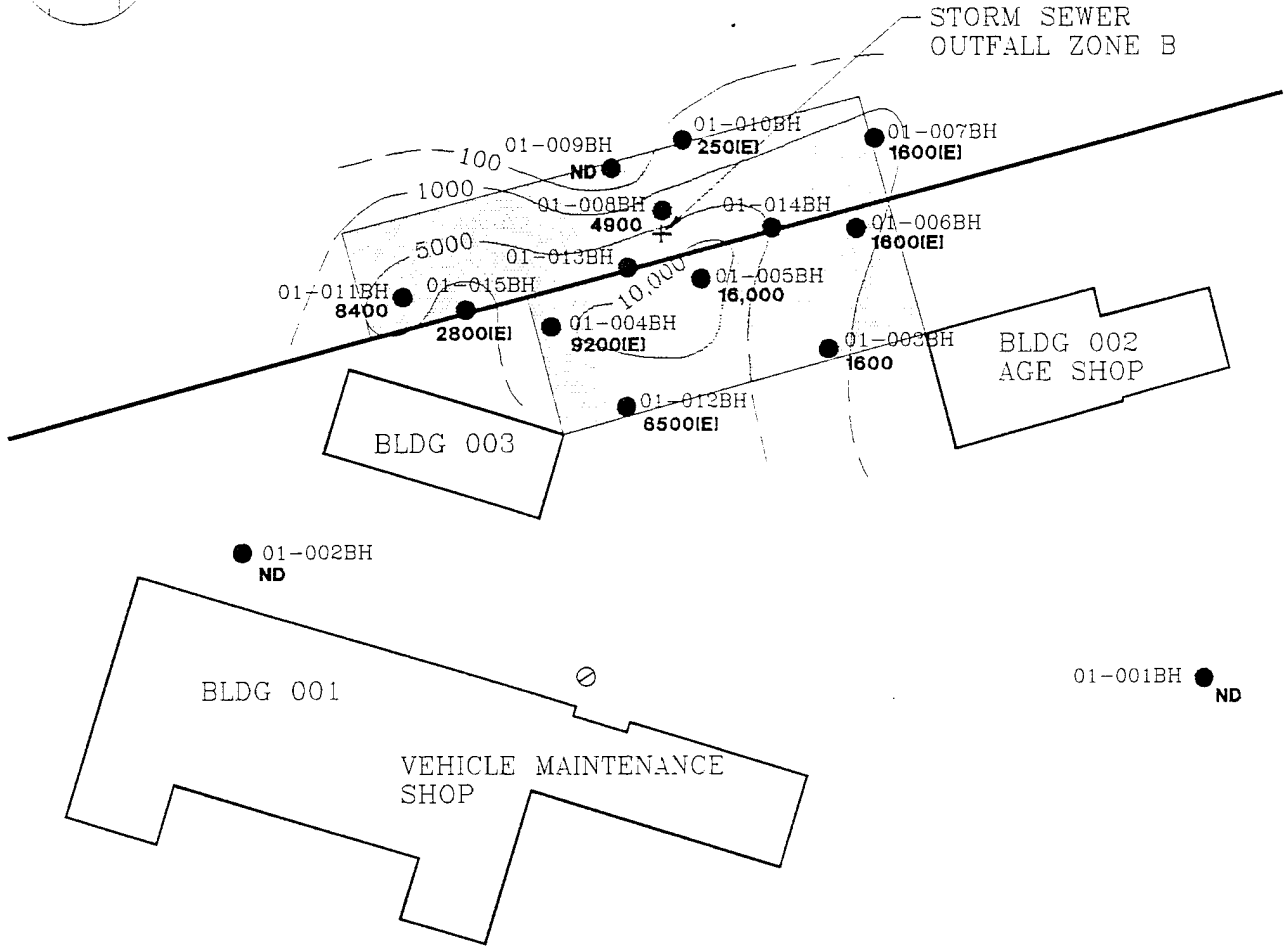 STORM SEWER
OUTFALL ZONE B
01-010BH
250[E]
01-007BH
1600[E]
01-009BH
ND
100
1000
01-008BH
4900
01-014BH
01-006BH
1600[E]
5000
01-013BH
10,000
01-005BH
16,000
01-011BH
8400
01-015BH
2800[E]
01-004BH
9200[E]
01-003BH
1600
BLDG 002
AGE SHOP
01-012BH
6500[E]
BLDG 003
01-002BH
ND
01-001BH
ND
BLDG 001
VEHICLE MAINTENANCE
SHOP